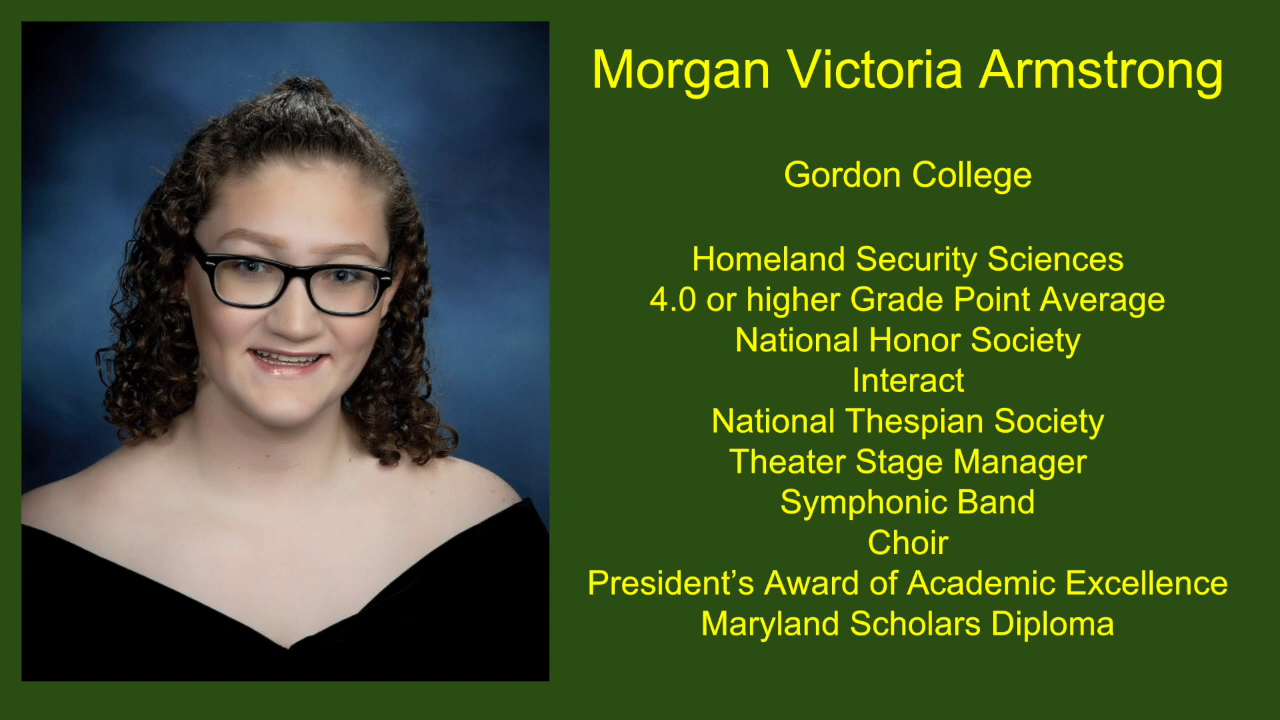 Morgan Victoria Armstrong
Gordon College
Homeland Security Sciences
4.0 or higher Grade Point Average
National Honor Society
Interact
National Thespian Society
Theater Stage Manager
Symphonic Band
Choir
President’s Award of Academic Excellence
Maryland Scholars Diploma